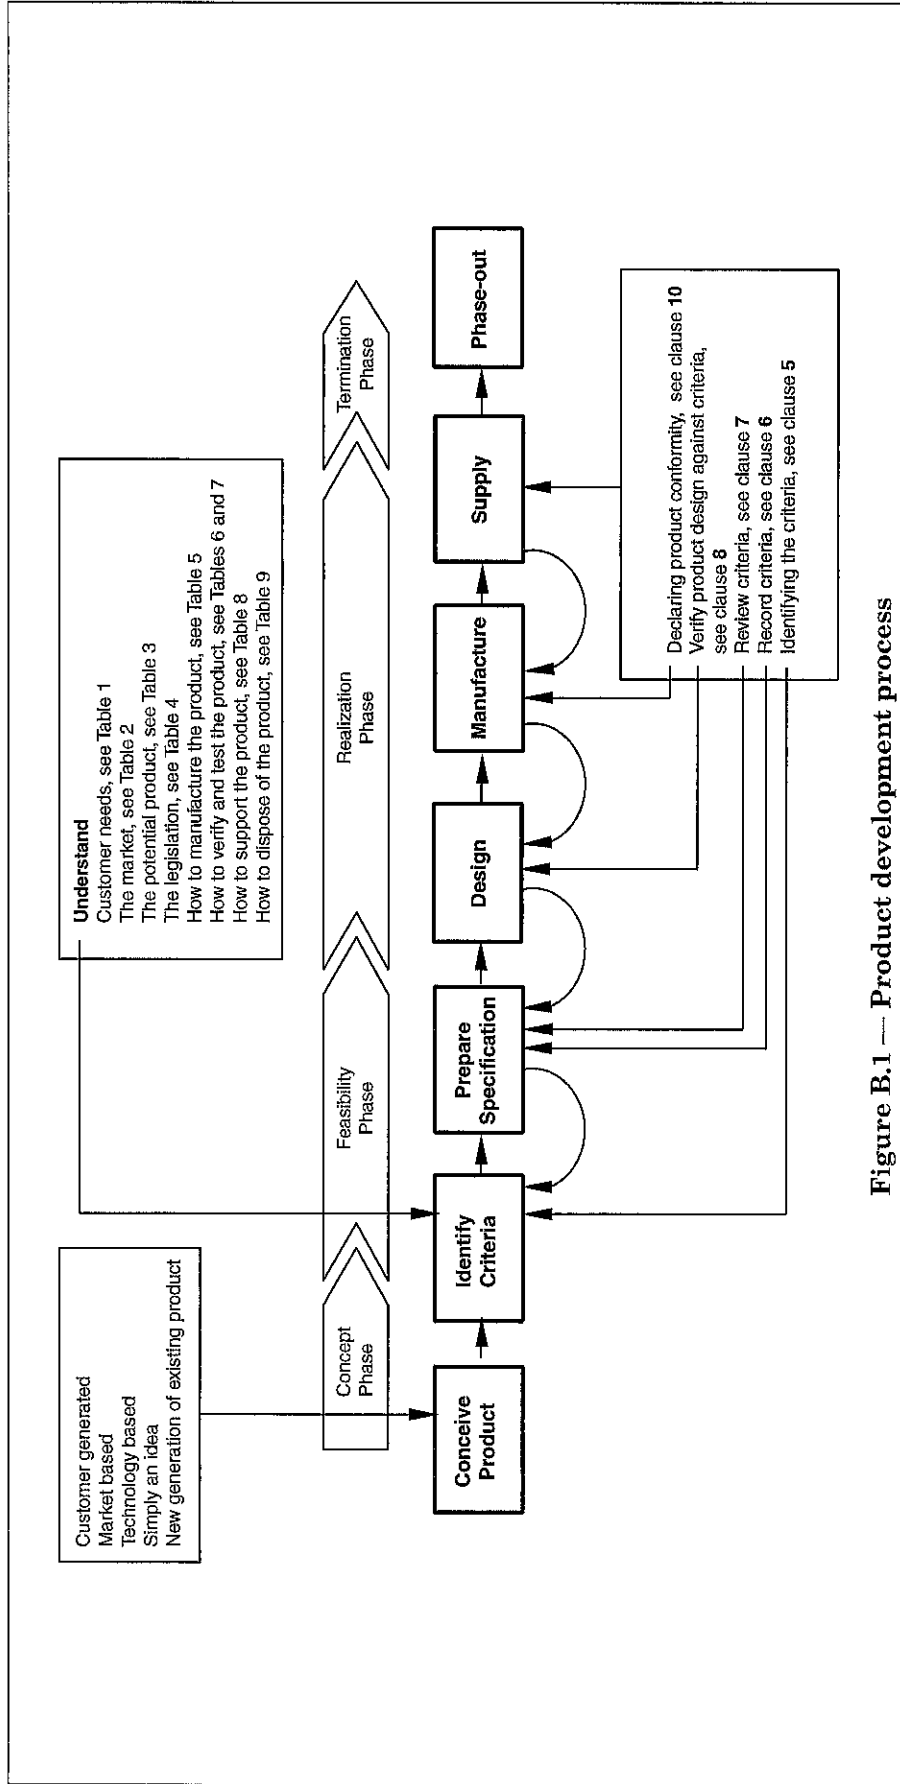 Customer generated
Market based
Technology based
Simply an idea
New generation of existing product
Understand
Customer needs, see Table 1
The market, see Table 2
The potential product, see Table 3
The legislation, see Table 4
How to manufacture the product, see Table 5
How to verify and test the product, see Tables 6 and 7
How to support the product, see Table 8
How to dispose of the product, see Table 9
Concept
Phase
Feasibility
Phase
Realization
Phase
Termination
Phase
Conceive
Product
Identify
Criteria
Prepare
Specification
Design
Manufacture
Supply
Phase-out
Declaring product conformity, see clause 10
Verify product design against criteria,
see clause 8
Review criteria, see clause 7
Record criteria, see clause 6
Identifying the criteria, see clause 5
Figure B.1 — Product development process